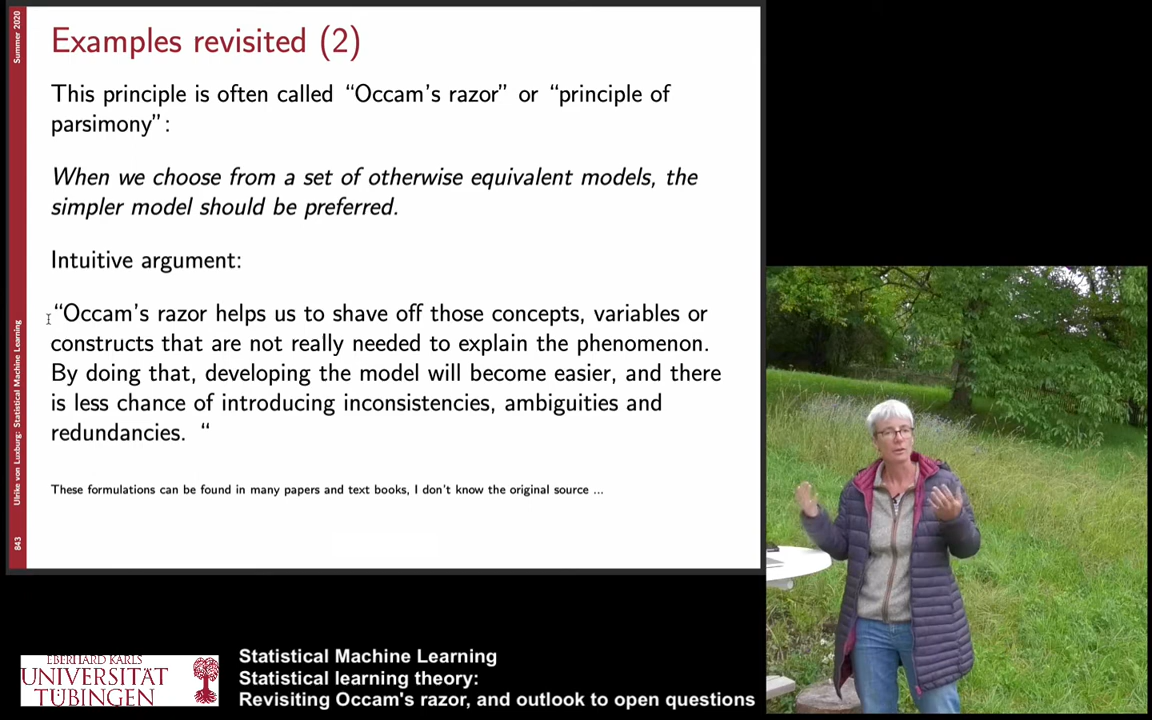 Summer 2020
Examples revisited (2)
This principle is often called “Occam’s razor” or “principle of
parsimony”:
When we choose from a set of otherwise equivalent models, the
simpler model should be preferred.
Intuitive argument:
“Occam’s razor helps us to shave off those concepts, variables or
constructs that are not really needed to explain the phenomenon.
By doing that, developing the model will become easier, and there
is less chance of introducing inconsistencies, ambiguities and
redundancies. “
These formulations can be found in many papers and text books, I don’t know the original source ...
Ulrike von Luxburg: Statistical Machine Learning
843
EBERHARD KARLS
UNIVERSITÄT
TÜBINGEN
Statistical Machine Learning
Statistical learning theory:
Revisiting Occam's razor, and outlook to open questions